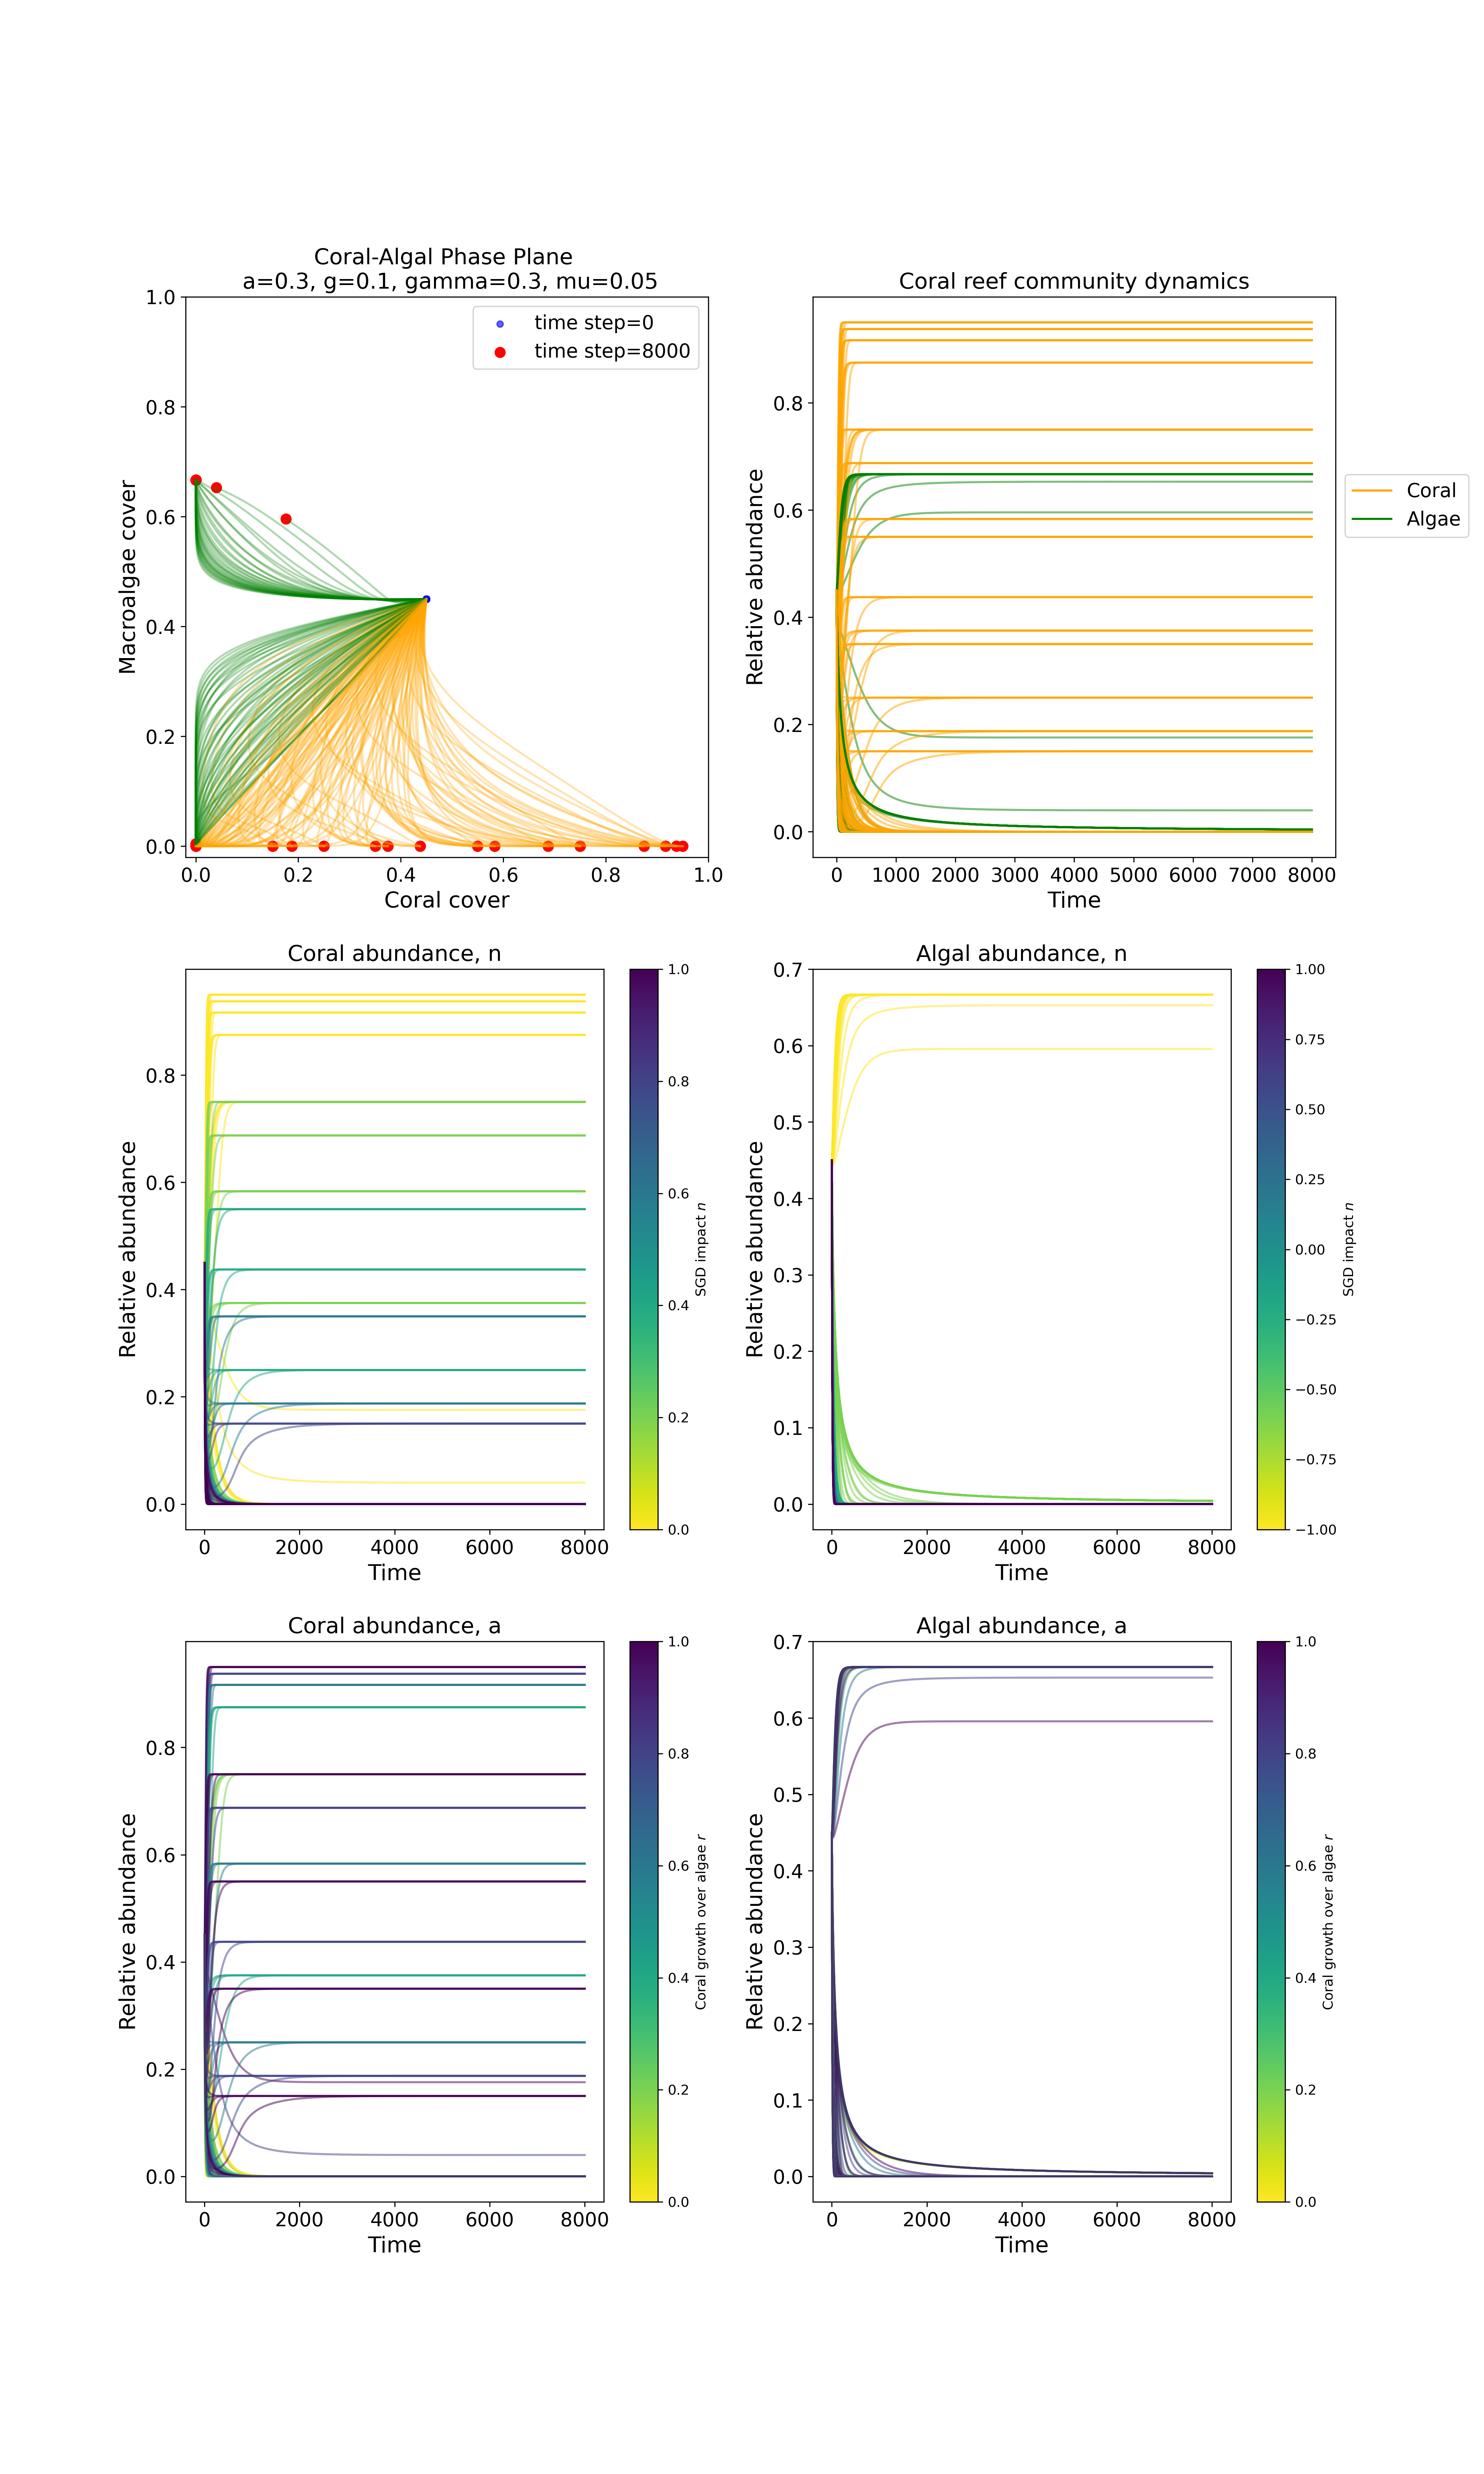 Coral-Algal Phase Plane
a=0.3, g=0.1, gamma=0.3, mu=0.05
1.0
0.8
0.6
0.4
0.2
0.0
Macroalgae cover
time step=0
time step=8000
0.0 0.2 0.4 0.6 0.8 1.0
Coral cover
Coral reef community dynamics
0.8
0.6
0.4
0.2
0.0
Relative abundance
Coral
Algae
0 1000 2000 3000 4000 5000 6000 7000 8000
Time
Coral abundance, n
0.8
0.6
0.4
0.2
0.0
Relative abundance
0 2000 4000 6000 8000
Time
1.0
0.8
0.6
0.4
0.2
0.0
SGD impact n
Algal abundance, n
0.7
0.6
0.5
0.4
0.3
0.2
0.1
0.0
Relative abundance
0 2000 4000 6000 8000
Time
1.00
0.75
0.50
0.25
0.00
−0.25
−0.50
−0.75
−1.00
SGD impact n
Coral abundance, a
0.8
0.6
0.4
0.2
0.0
Relative abundance
0 2000 4000 6000 8000
Time
1.0
0.8
0.6
0.4
0.2
0.0
Coral growth over algae r
Algal abundance, a
0.7
0.6
0.5
0.4
0.3
0.2
0.1
0.0
Relative abundance
0 2000 4000 6000 8000
Time
1.0
0.8
0.6
0.4
0.2
0.0
Coral growth over algae r